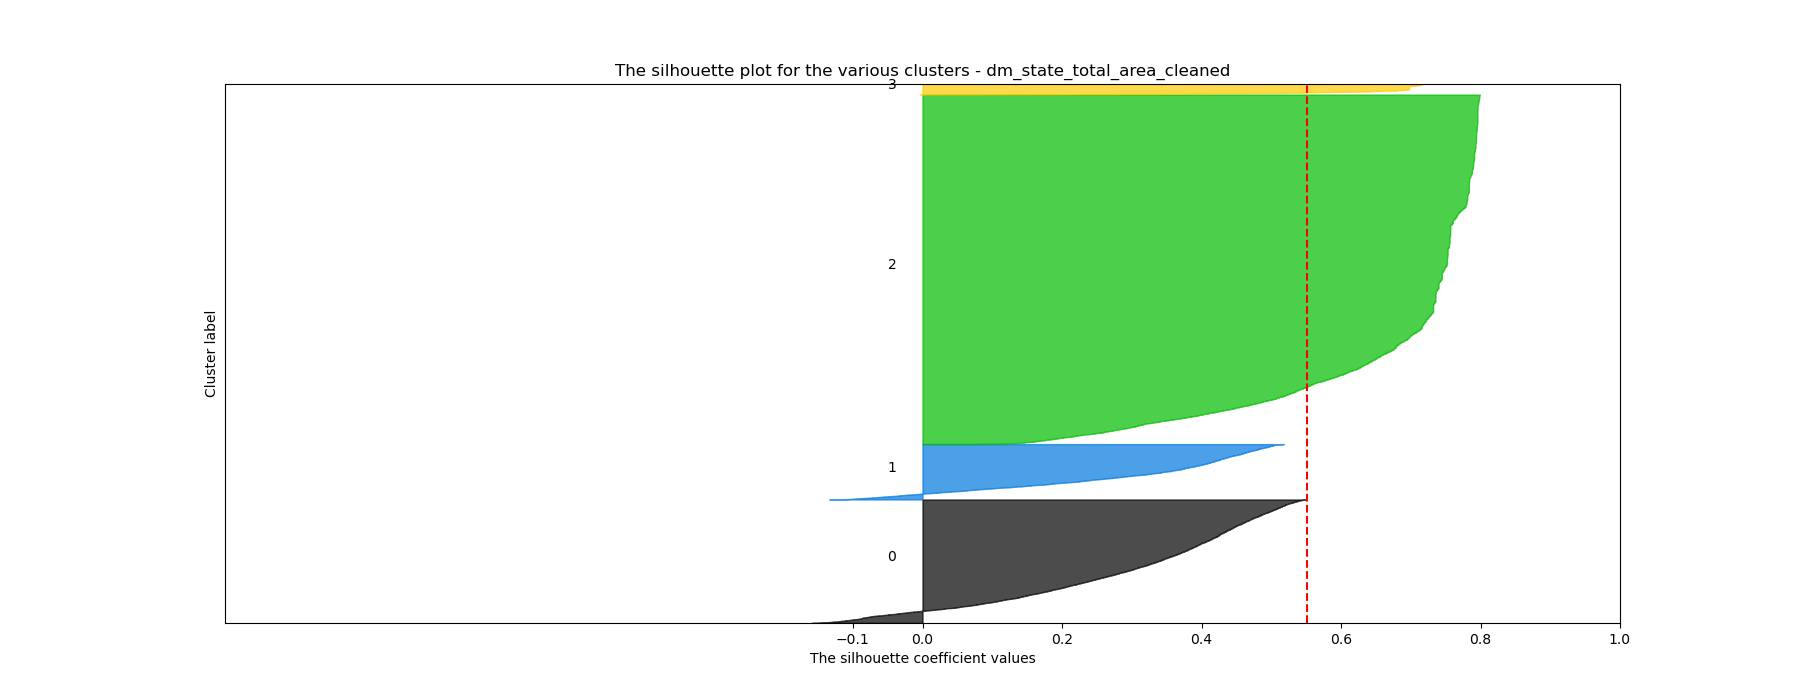 The silhouette plot for the various clusters - dm_state_total_area_cleaned
3
2
1
0
Cluster label
−0.1 0.0 0.2 0.4 0.6 0.8 1.0
The silhouette coefficient values